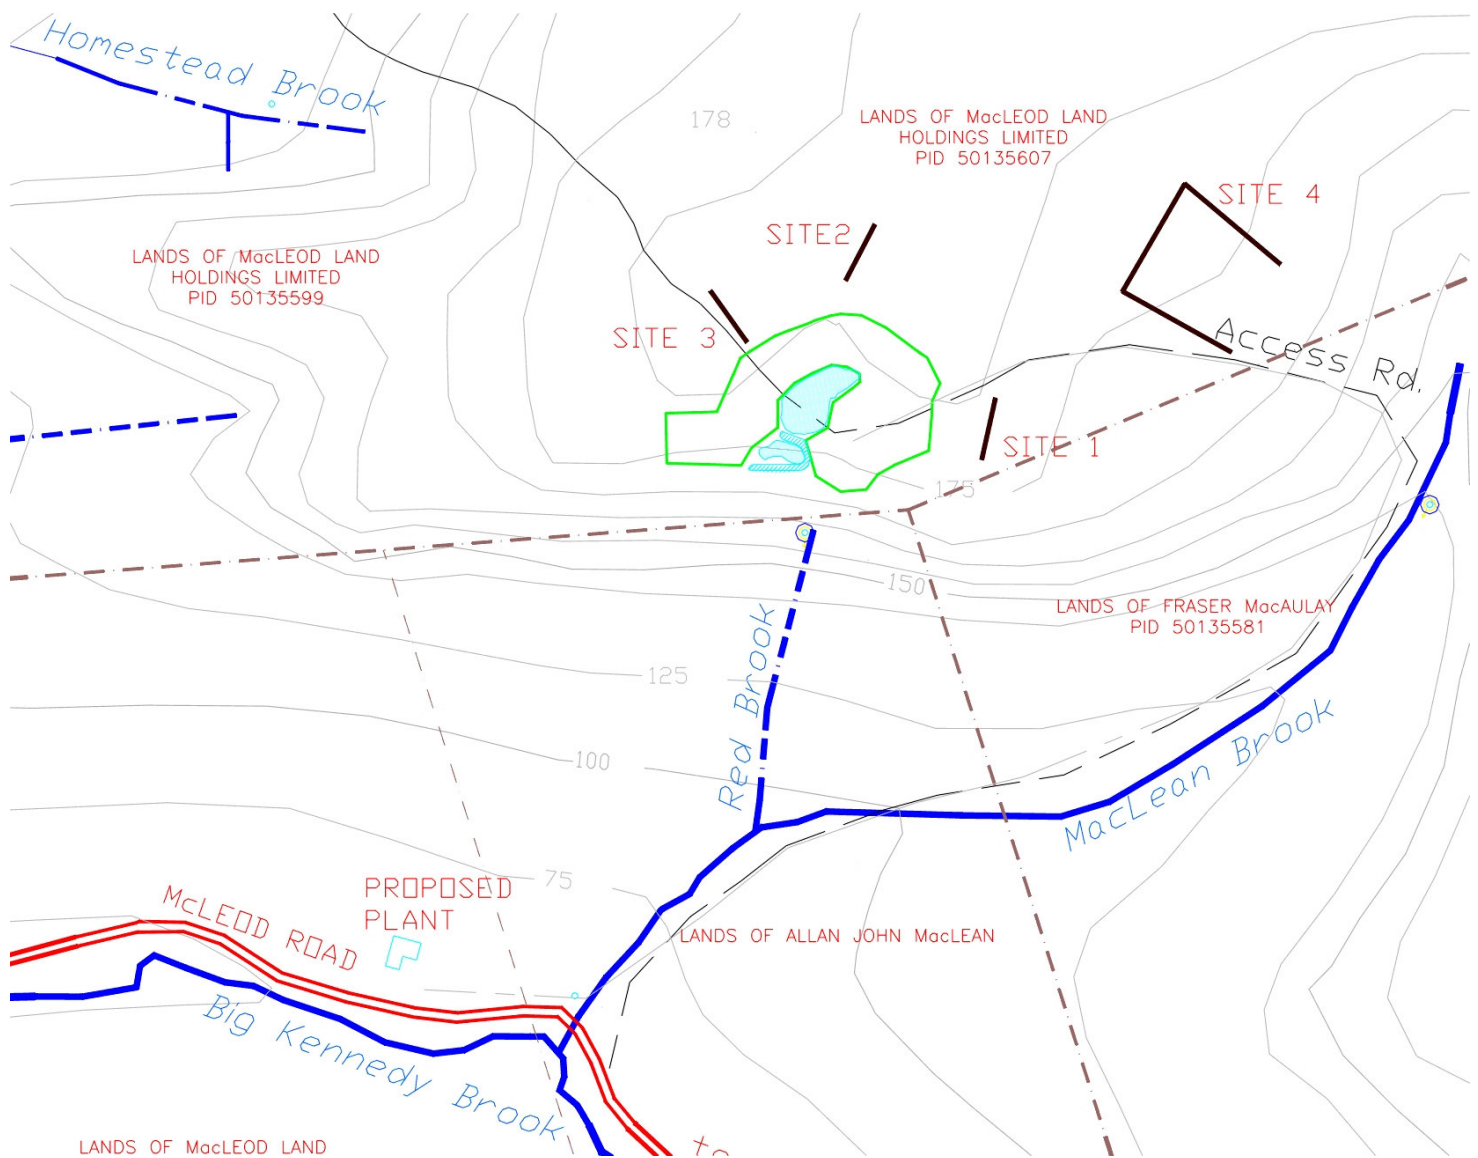 Homestead Brook
178
LANDS OF MacLEOD LAND
HOLDINGS LIMITED
PID 50135607
SITE 4
SITE2
LANDS OF MacLEOD LAND
HOLDINGS LIMITED
PID 50135599
SITE 3
Access Rd.
SITE 1
175
150
LANDS OF FRASER MacAULAY
PID 50135581
Red Brook
125
100
MacLean Brook
75
PROPOSED
PLANT
McLEOD ROAD
LANDS OF ALLAN JOHN MacLEAN
Big Kennedy Brook
LANDS OF MacLEOD LAND